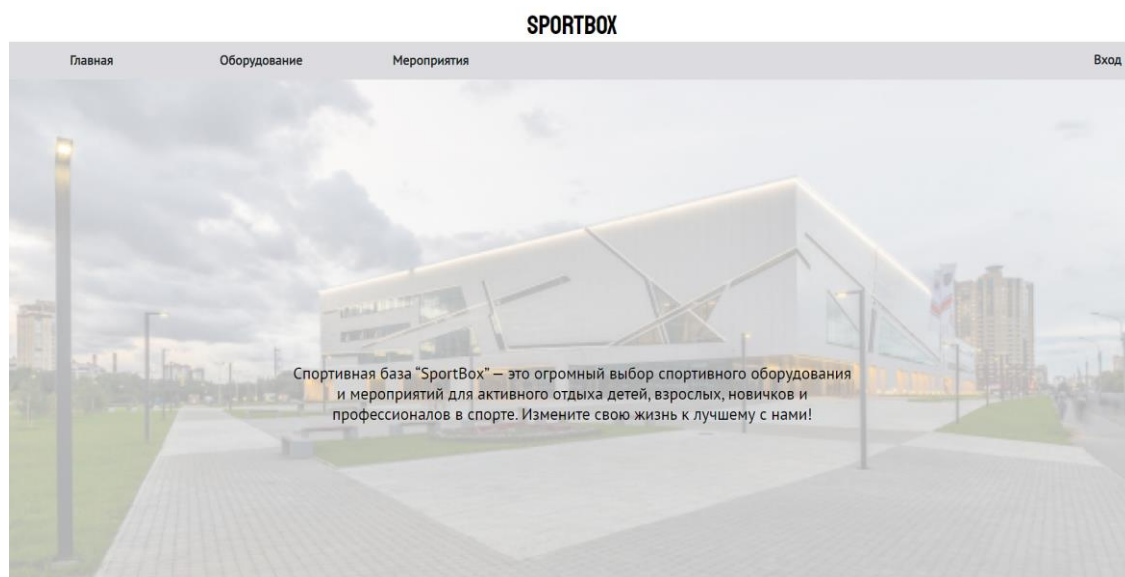 SPORTBOX
Главная Оборудование Мероприятия Вход
Спортивная база “SportBox” – это огромный выбор спортивного оборудования
и мероприятий для активного отдыха детей, взрослых, новичков и
профессионалов в спорте. Измените свою жизнь к лучшему с нами!